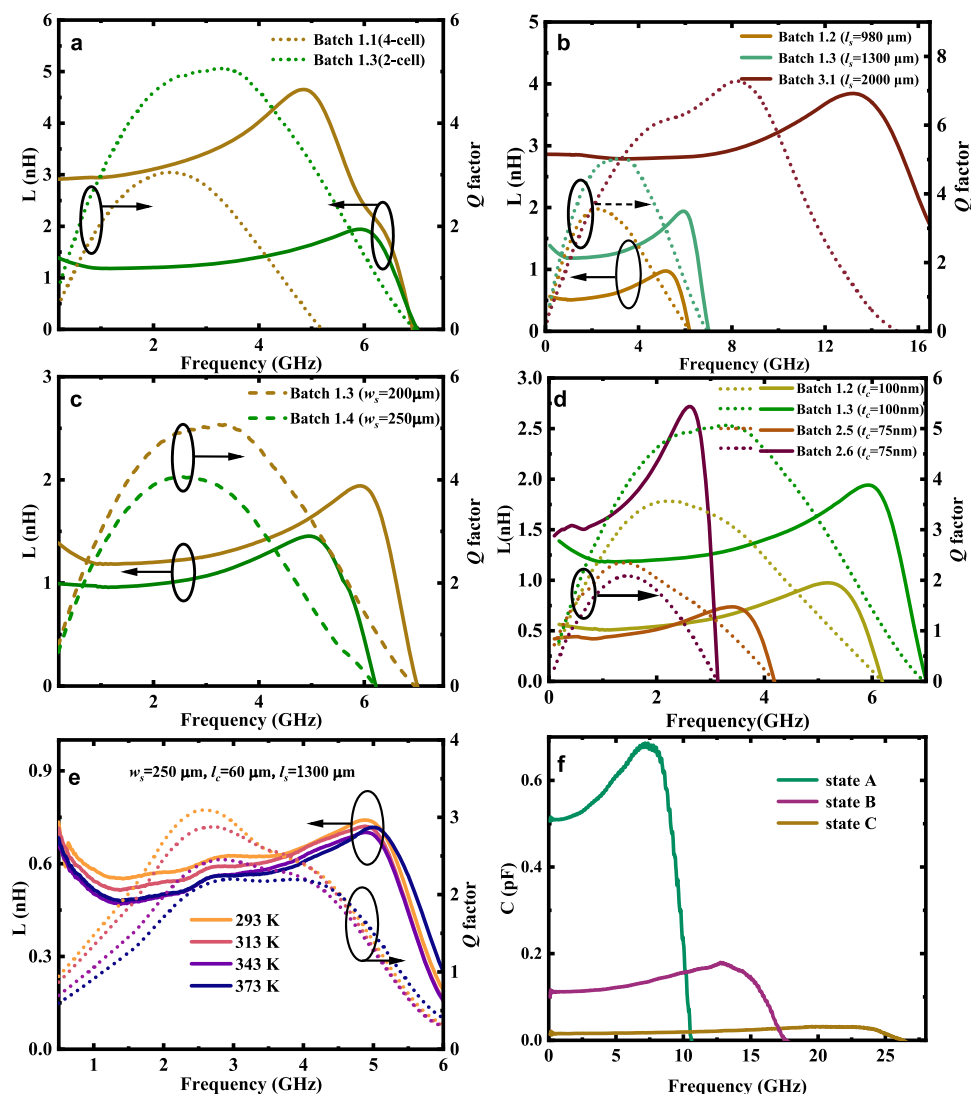 a
Batch 1.1(4-cell)
Batch 1.3(2-cell)
6
5
4
3
2
1
0
L (nH)
6
4
2
0
Q factor
2 4 6
Frequency (GHz)
b
Batch 1.2 (ls=980 μm)
Batch 1.3 (ls=1300 μm)
Batch 3.1 (ls=2000 μm)
5
4
3
2
1
0
L (nH)
8
6
4
2
0
Q factor
0 4 8 12 16
Frequency (GHz)
c
Batch 1.3 (ws=200μm)
Batch 1.4 (ws=250μm)
3
2
1
0
L (nH)
6
5
4
3
2
1
0
Q factor
2 4 6
Frequency (GHz)
d
Batch 1.2 (tc=100nm)
Batch 1.3 (tc=100nm)
Batch 2.5 (tc=75nm)
Batch 2.6 (tc=75nm)
3.0
2.5
2.0
1.5
1.0
0.5
0.0
L(nH)
6
5
4
3
2
1
0
Q factor
0 2 4 6
Frequency(GHz)
e
ws=250 μm, lc=60 μm, ls=1300 μm
293 K
313 K
343 K
373 K
0.9
0.6
0.3
0.0
L (nH)
4
3
2
1
0
Q factor
1 2 3 4 5 6
Frequency (GHz)
f
state A
state B
state C
0.6
0.4
0.2
0.0
C (pF)
0 5 10 15 20 25
Frequency (GHz)